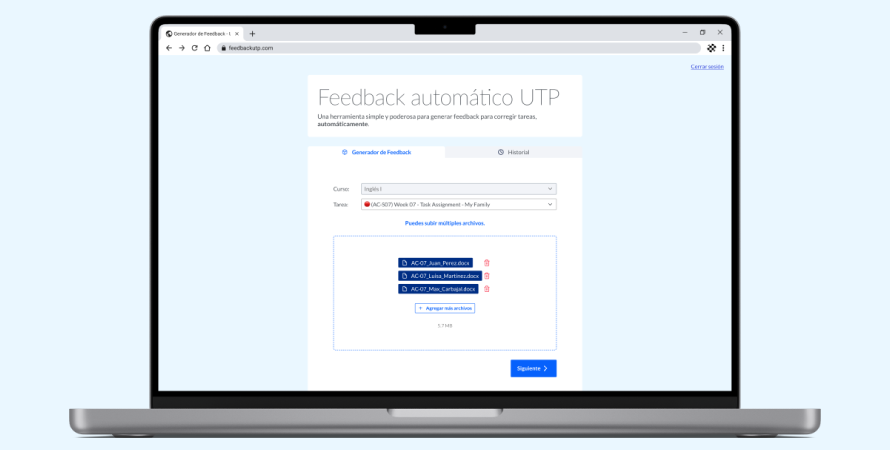 Generador de Feedback - U
feedbackutp.com
Cerrar sesión
Feedback automático UTP
Una herramienta simple y poderosa para generar feedback para corregir tareas,
automáticamente.
Generador de Feedback
Historial
Curso:
Inglés I
Tarea:
(AC-S07) Week 07 - Task Assignment - My Family
Puedes subir múltiples archivos.
AC-07_Juan_Perez.docx
AC-07_Luisa_Martinez.docx
AC-07_Max_Carbajal.docx
+ Agregar más archivos
5.71MB
Siguiente